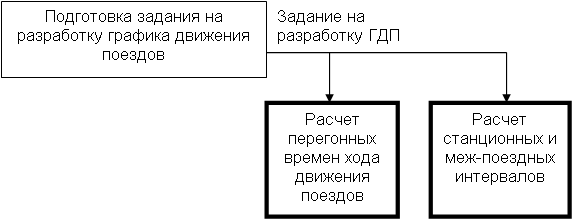 Подготовка задания на
разработку графика движения
поездов
Задание на
разработку ГДП
Расчет
перегонных
времен хода
движения
поездов
Расчет
станционных и
меж-поездных
интервалов